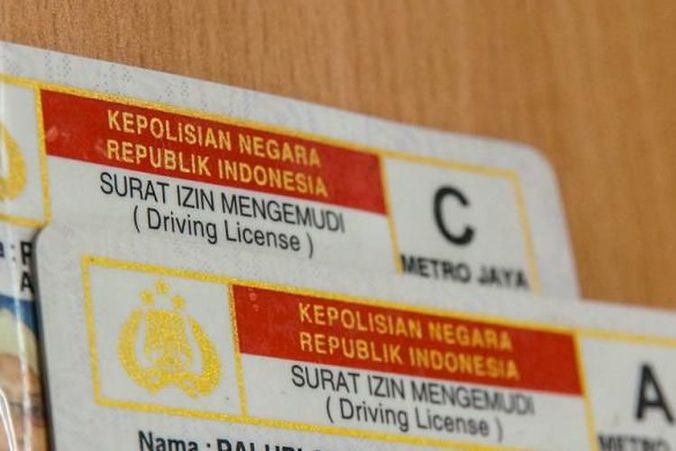 KEPOLISIAN NEGARA
REPUBLIK INDONESIA
SURAT IZIN MENGEMUDI
( Driving License )
C
METRO JAYA
KEPOLISIAN NEGARA
REPUBLIK INDONESIA
SURAT IZIN MENGEMUDI
( Driving License )
A
METRO
Nama :